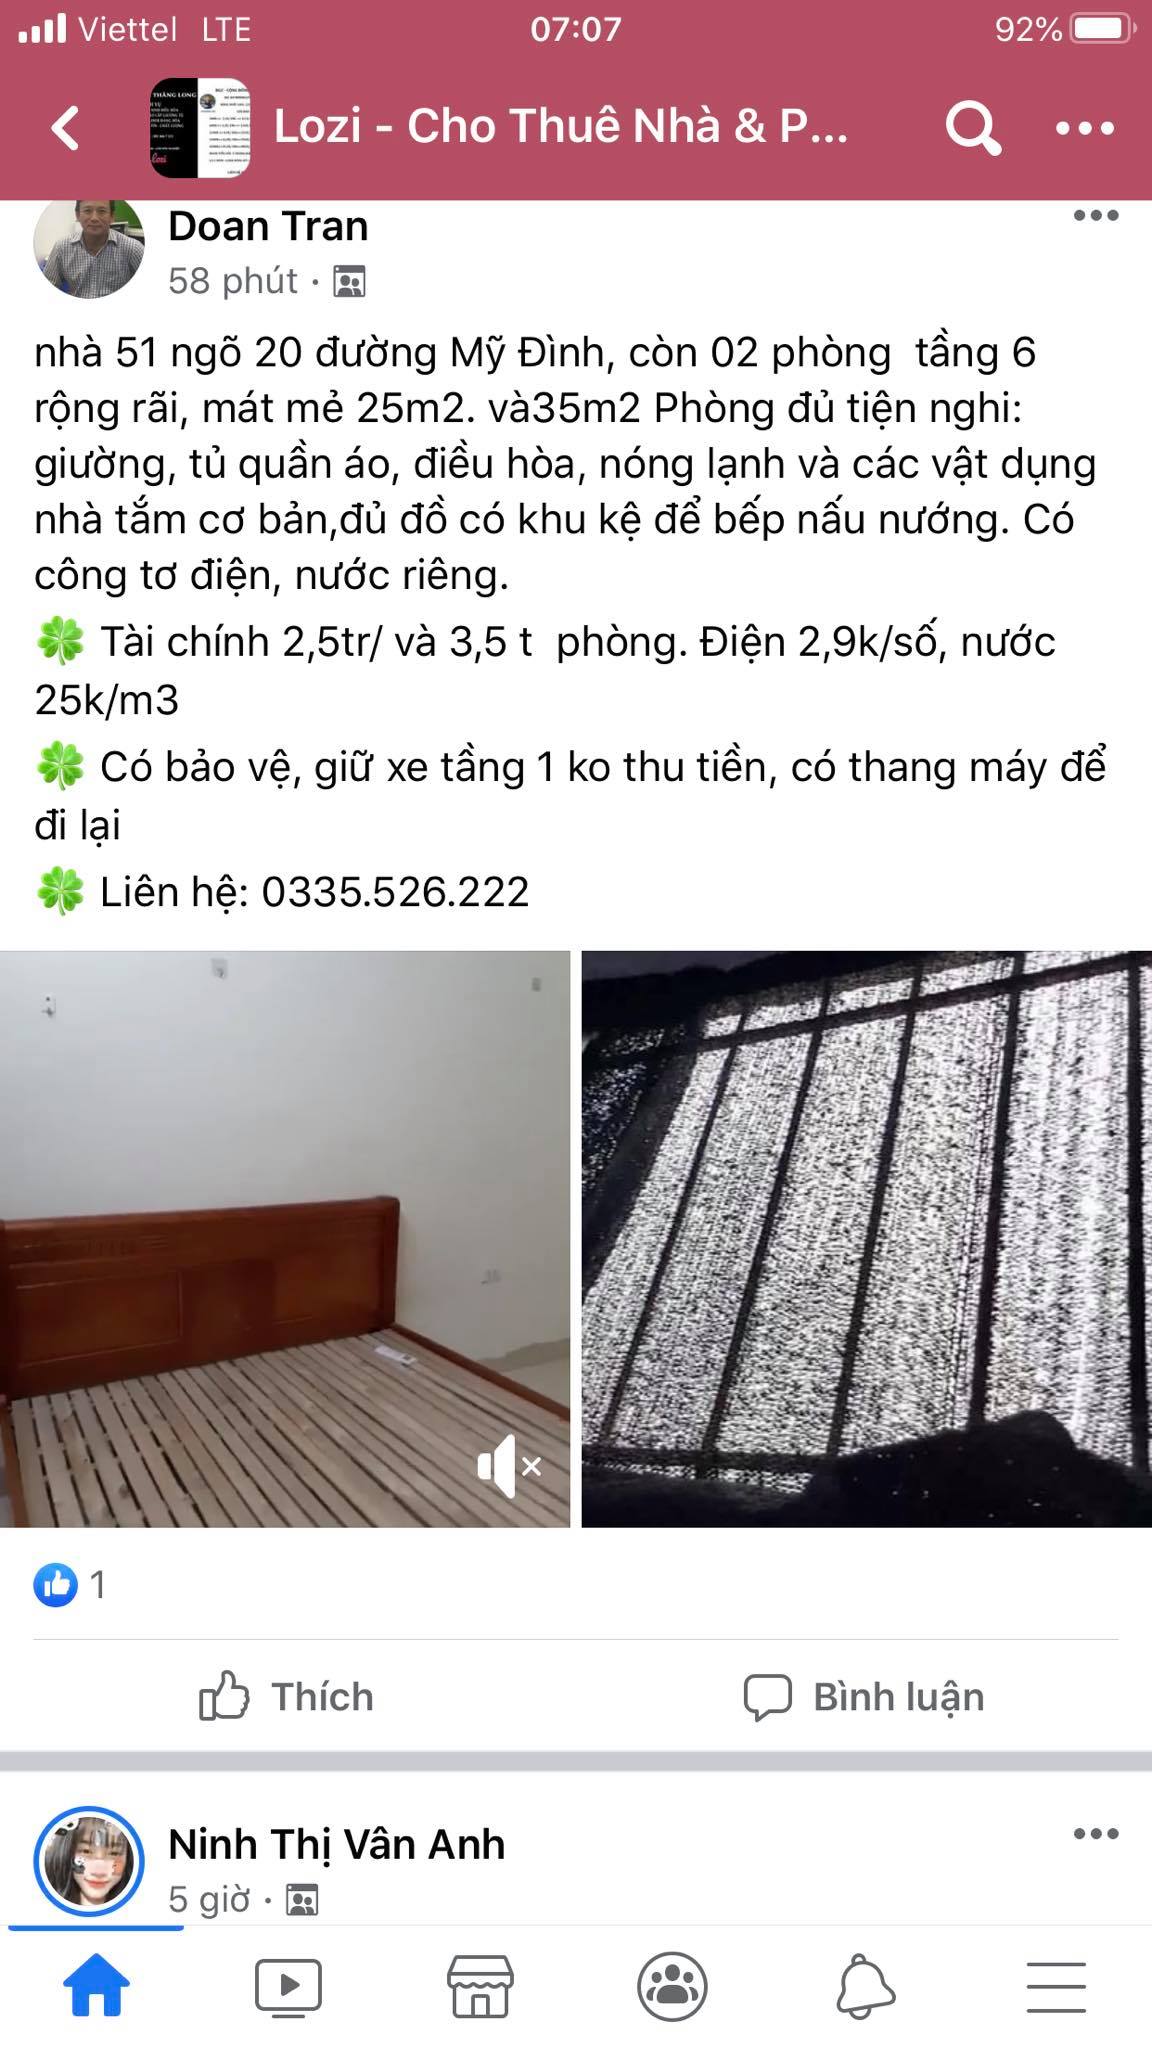 Viettel LTE 07:07 92%
Lozi - Cho Thuê Nhà & P...
THĂNG LONG
lozi
Doan Tran
58 phút ·
nhà 51 ngõ 20 đường Mỹ Đình, còn 02 phòng tầng 6
rộng rãi, mát mẻ 25m2. và35m2 Phòng đủ tiện nghi:
giường, tủ quần áo, điều hòa, nóng lạnh và các vật dụng
nhà tắm cơ bản,đủ đồ có khu kệ để bếp nấu nướng. Có
công tơ điện, nước riêng.
🍀 Tài chính 2,5tr/ và 3,5 t phòng. Điện 2,9k/số, nước
25k/m3
🍀 Có bảo vệ, giữ xe tầng 1 ko thu tiền, có thang máy để
đi lại
🍀 Liên hệ: 0335.526.222
1
Thích
Bình luận
Ninh Thị Vân Anh
5 giờ ·